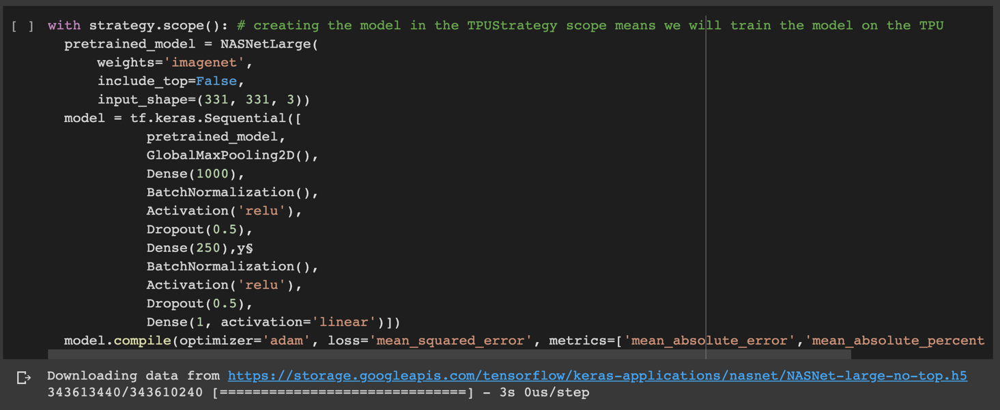 [ ] with strategy.scope(): # creating the model in the TPUStrategy scope means we will train the model on the TPU
pretrained_model = NASNetLarge(
weights='imagenet',
include_top=False,
input_shape=(331, 331, 3))
model = tf.keras.Sequential([
pretrained_model,
GlobalMaxPooling2D(),
Dense(1000),
BatchNormalization(),
Activation('relu'),
Dropout(0.5),
Dense(250),y§
BatchNormalization(),
Activation('relu'),
Dropout(0.5),
Dense(1, activation='linear')])
model.compile(optimizer='adam', loss='mean_squared_error', metrics=['mean_absolute_error','mean_absolute_percent
Downloading data from https://storage.googleapis.com/tensorflow/keras-applications/nasnet/NASNet-large-no-top.h5
343613440/343610240 [==============================] - 3s 0us/step